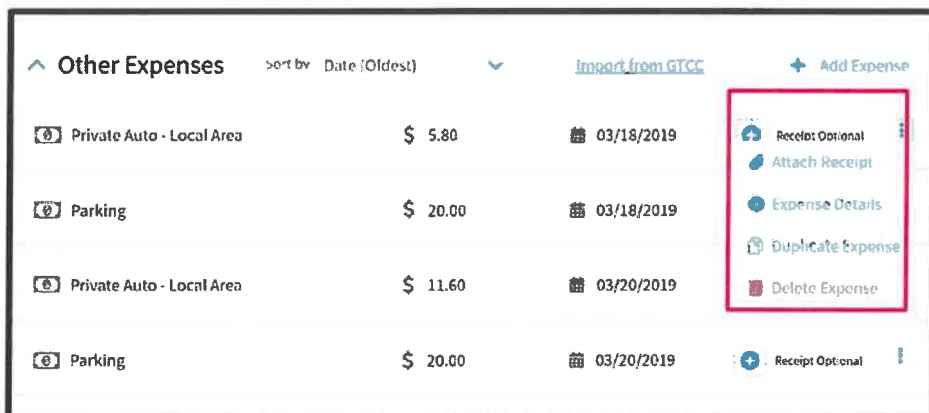 Other Expenses Sort by Date (Oldest) Import from GTCC + Add Expense
Private Auto - Local Area $ 5.80 03/18/2019 Receipt Optional
Attach Receipt
Parking $ 20.00 03/18/2019 Expense Details
Duplicate Expense
Private Auto - Local Area $ 11.60 03/20/2019 Delete Expense
Parking $ 20.00 03/20/2019 Receipt Optional